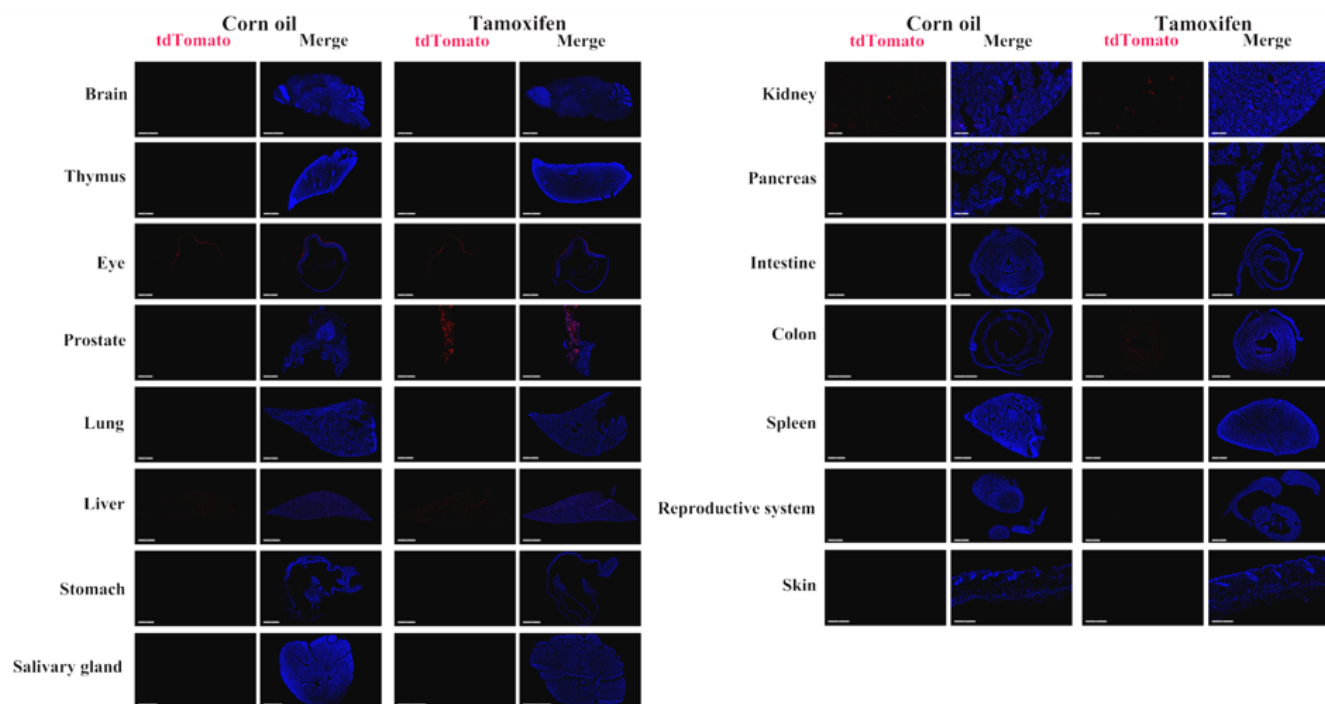 Corn oil Tamoxifen
tdTomato Merge tdTomato Merge
Brain
Thymus
Eye
Prostate
Lung
Liver
Stomach
Salivary gland
Corn oil Tamoxifen
tdTomato Merge tdTomato Merge
Kidney
Pancreas
Intestine
Colon
Spleen
Reproductive system
Skin